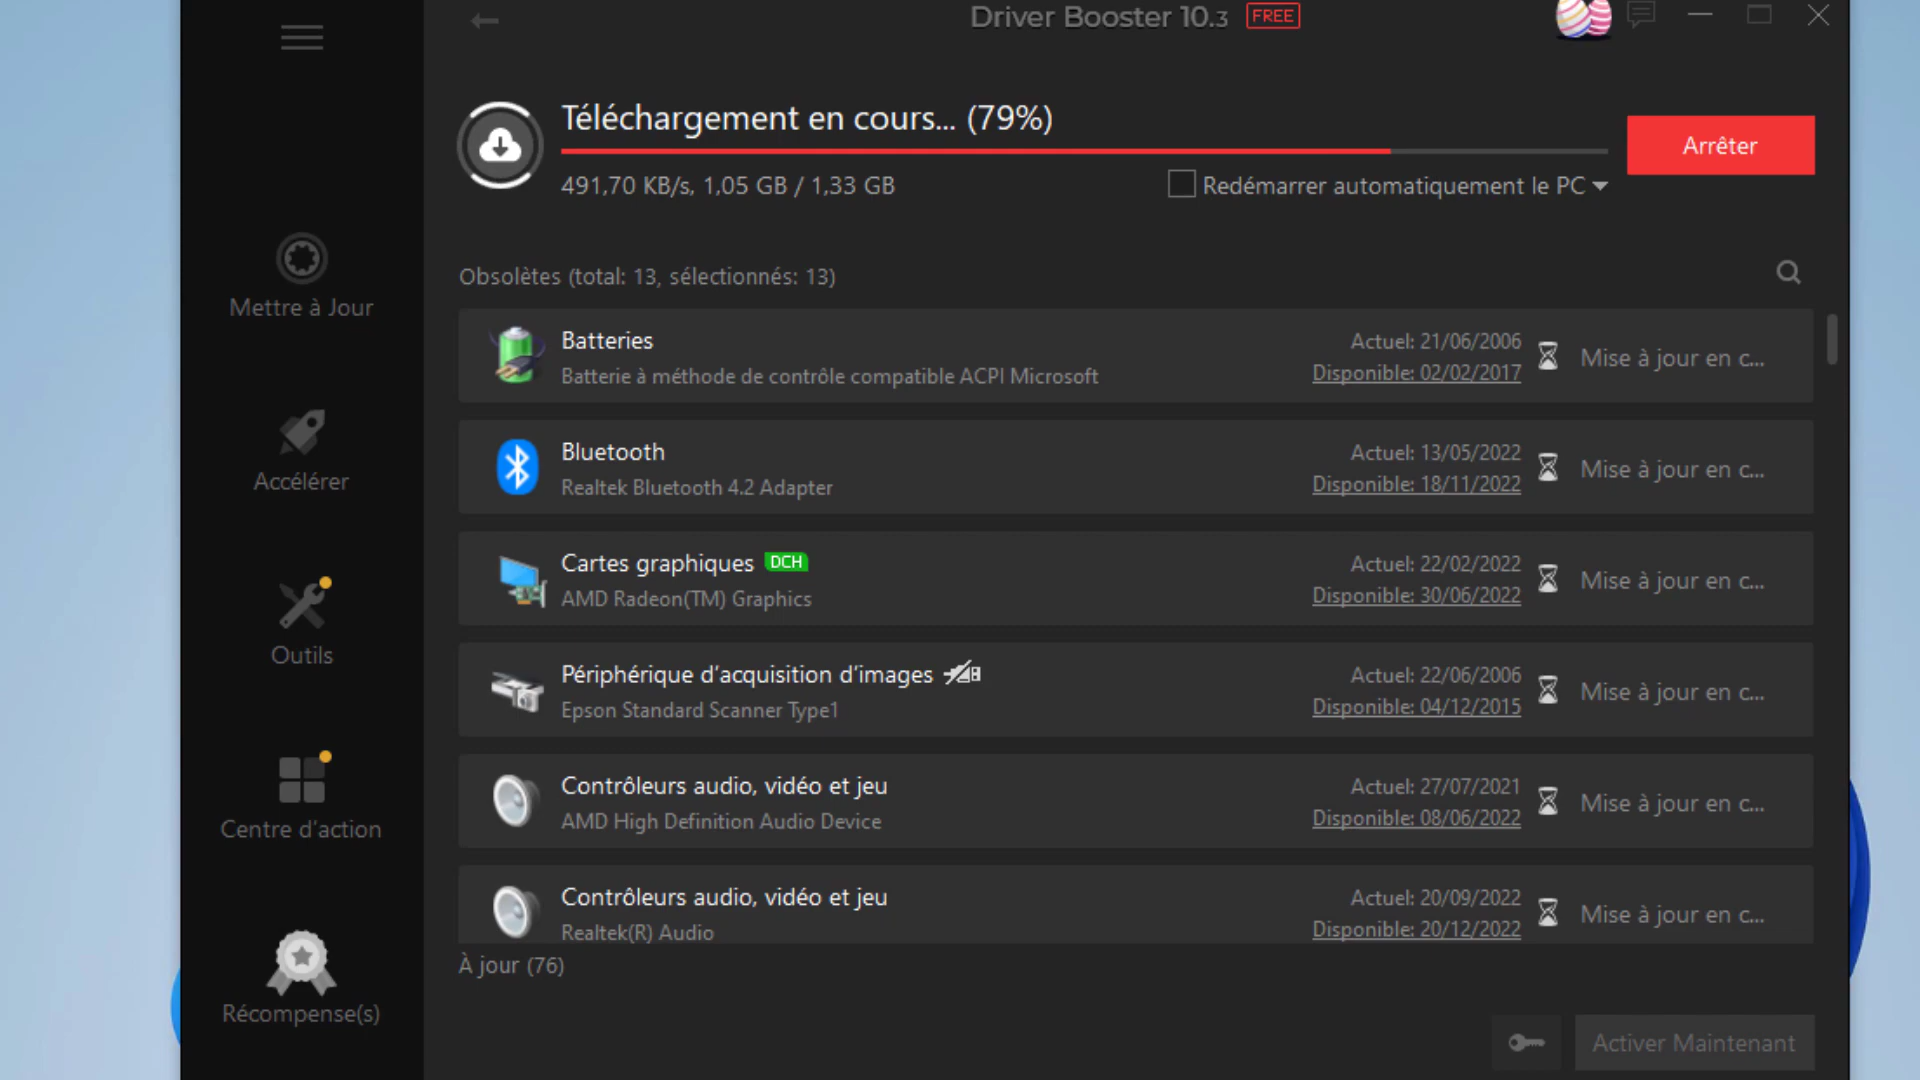 Driver Booster 10.3 FREE
Téléchargement en cours... (79%)
Arrêter
491,70 KB/s, 1,05 GB / 1,33 GB
Redémarrer automatiquement le PC
Obsolètes (total: 13, sélectionnés: 13)
Mettre à Jour
Accélérer
Outils
Centre d'action
Récompense(s)
Batteries
Batterie à méthode de contrôle compatible ACPI Microsoft
Actuel: 21/06/2006
Disponible: 02/02/2017
Mise à jour en c...
Bluetooth
Realtek Bluetooth 4.2 Adapter
Actuel: 13/05/2022
Disponible: 18/11/2022
Mise à jour en c...
Cartes graphiques DCH
AMD Radeon(TM) Graphics
Actuel: 22/02/2022
Disponible: 30/06/2022
Mise à jour en c...
Périphérique d'acquisition d'images
Epson Standard Scanner Type1
Actuel: 22/06/2006
Disponible: 04/12/2015
Mise à jour en c...
Contrôleurs audio, vidéo et jeu
AMD High Definition Audio Device
Actuel: 27/07/2021
Disponible: 08/06/2022
Mise à jour en c...
Contrôleurs audio, vidéo et jeu
Realtek(R) Audio
Actuel: 20/09/2022
Disponible: 20/12/2022
Mise à jour en c...
À jour (76)
Activer Maintenant